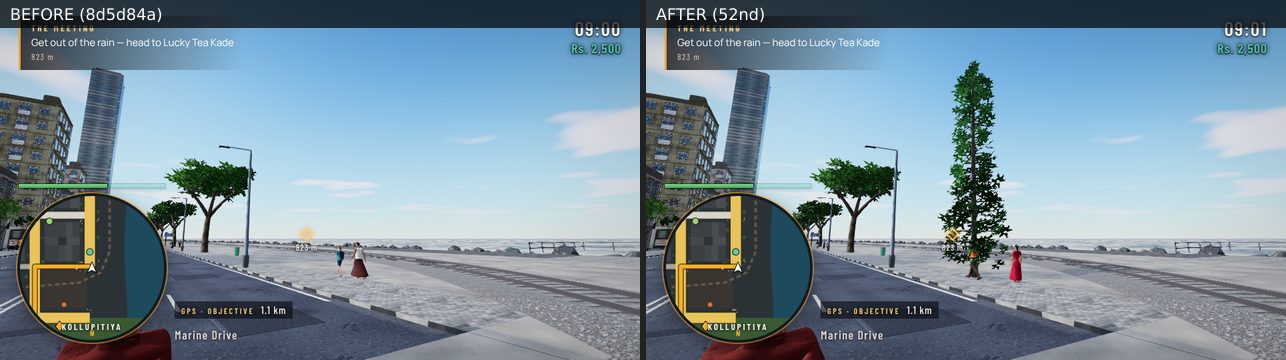 BEFORE (8d5d84a)
THE MEETING
Get out of the rain — head to Lucky Tea Kade
823 m
09:00
Rs. 2,500
823 m
GPS · OBJECTIVE 1.1 km
KOLLUPITIYA
N
Marine Drive
AFTER (52nd)
THE MEETING
Get out of the rain — head to Lucky Tea Kade
823 m
09:01
Rs. 2,500
823 m
GPS · OBJECTIVE 1.1 km
KOLLUPITIYA
N
Marine Drive